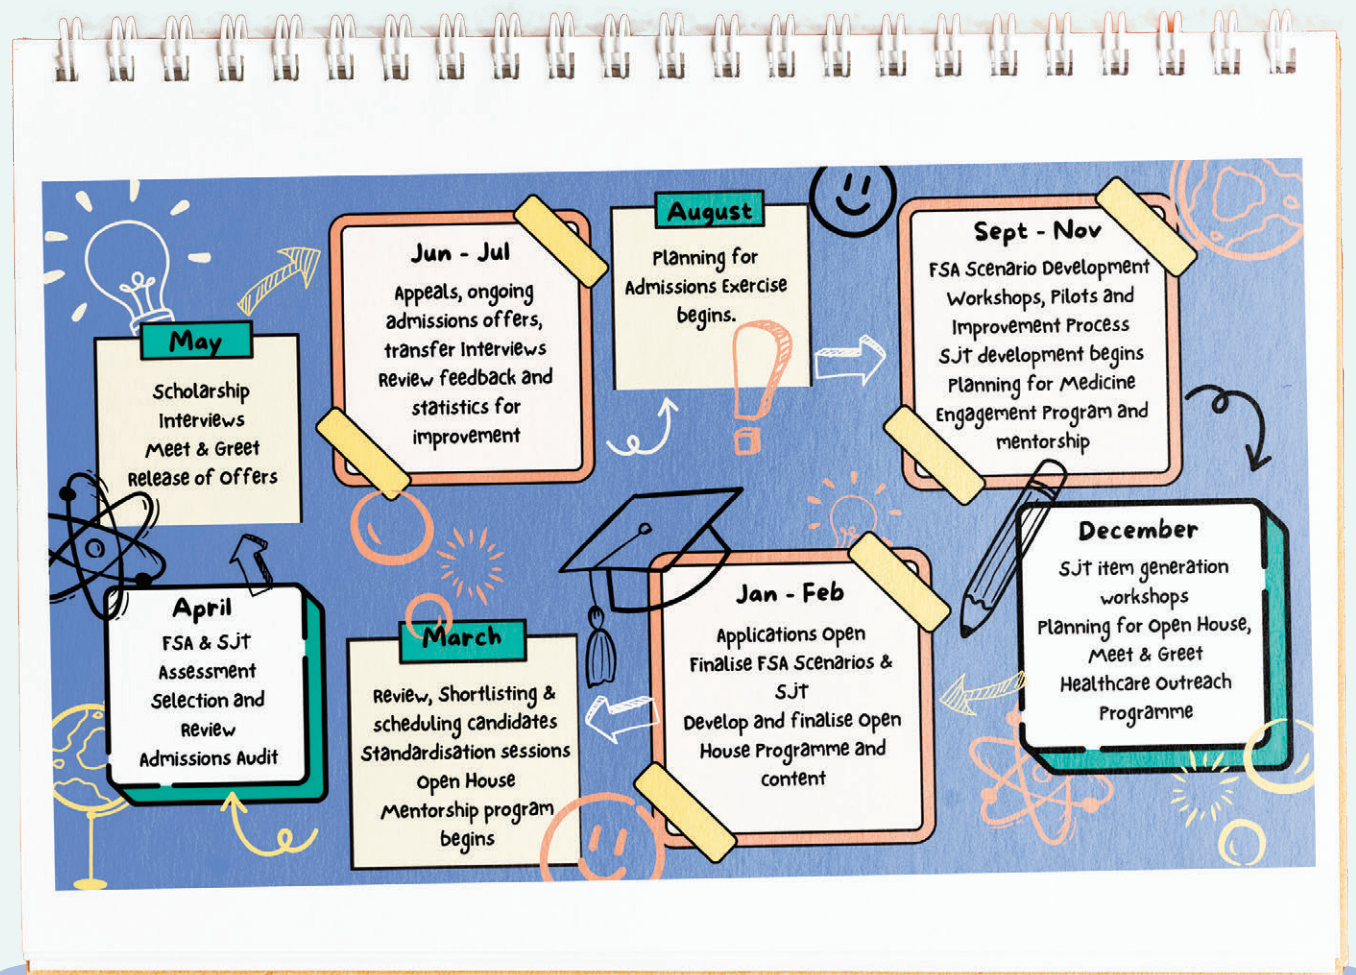 May
Scholarship
Interviews
Meet & Greet
Release of Offers
Jun - Jul
Appeals, ongoing
admissions offers,
transfer Interviews
Review feedback and
statistics for
improvement
August
Planning for
Admissions Exercise
begins.
Sept - Nov
FSA Scenario Development
Workshops, Pilots and
Improvement Process
SJT development begins
Planning for Medicine
Engagement Program and
mentorship
December
SJT item generation
workshops
Planning for Open House,
Meet & Greet
Healthcare Outreach
Programme
Jan - Feb
Applications Open
Finalise FSA Scenarios &
SJT
Develop and finalise Open
House Programme and
content
March
Review, Shortlisting &
scheduling candidates
Standardisation sessions
Open House
Mentorship program
begins
April
FSA & SJT
Assessment
Selection and
Review
Admissions Audit